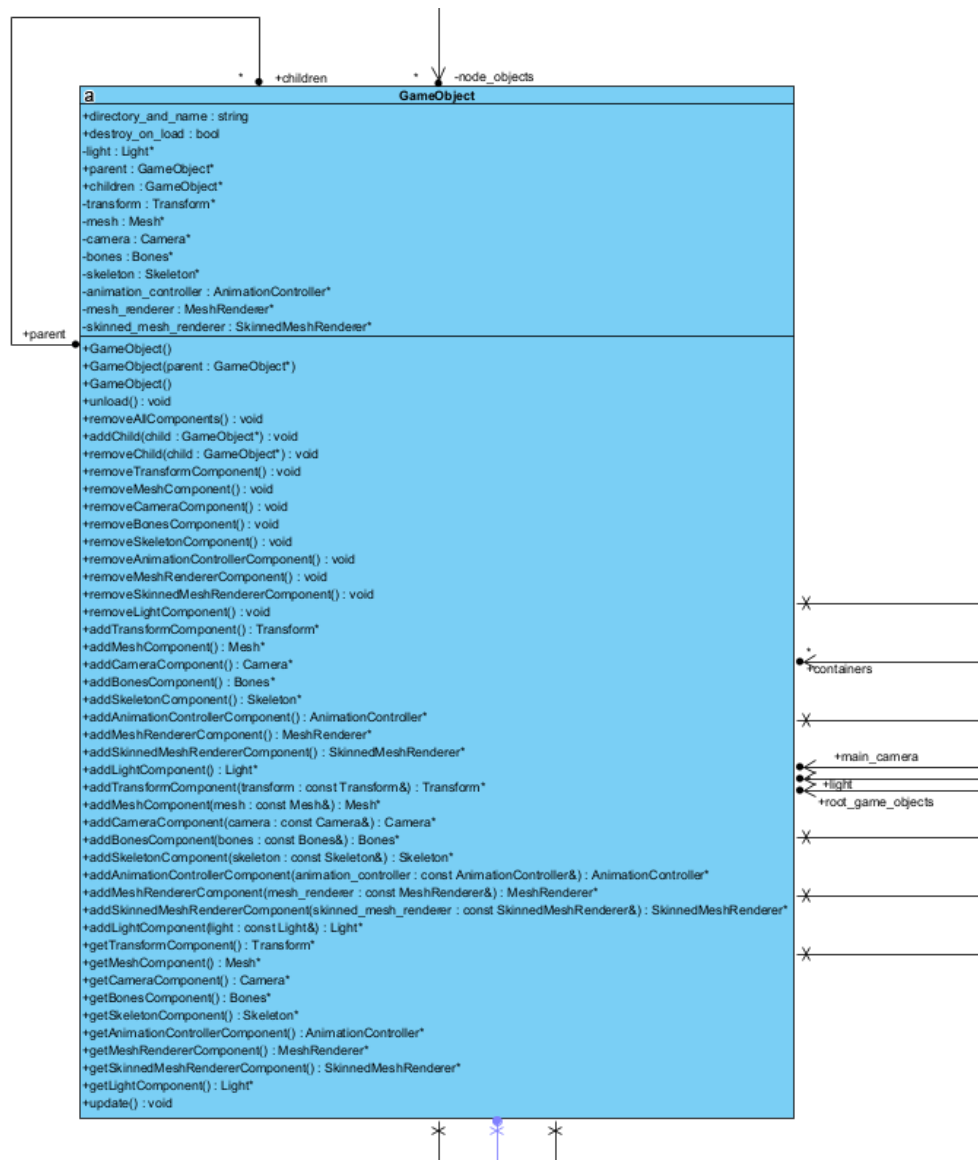 * +children * -node_objects
a GameObject
+directory_and_name : string
+destroy_on_load : bool
-light : Light*
+parent : GameObject*
+children : GameObject*
-transform : Transform*
-mesh : Mesh*
-camera : Camera*
-bones : Bones*
-skeleton : Skeleton*
-animation_controller : AnimationController*
-mesh_renderer : MeshRenderer*
-skinned_mesh_renderer : SkinnedMeshRenderer*
+parent
+GameObject()
+GameObject(parent : GameObject*)
+GameObject()
+unload() : void
+removeAllComponents() : void
+addChild(child : GameObject*) : void
+removeChild(child : GameObject*) : void
+removeTransformComponent() : void
+removeMeshComponent() : void
+removeCameraComponent() : void
+removeBonesComponent() : void
+removeSkeletonComponent() : void
+removeAnimationControllerComponent() : void
+removeMeshRendererComponent() : void
+removeSkinnedMeshRendererComponent() : void
+removeLightComponent() : void
+addTransformComponent() : Transform*
+addMeshComponent() : Mesh*
*
+addCameraComponent() : Camera*
+containers
+addBonesComponent() : Bones*
+addSkeletonComponent() : Skeleton*
+addAnimationControllerComponent() : AnimationController*
+addMeshRendererComponent() : MeshRenderer*
+addSkinnedMeshRendererComponent() : SkinnedMeshRenderer*
+main_camera
+addLightComponent() : Light*
+addTransformComponent(transform : const Transform&) : Transform*
+light
+addMeshComponent(mesh : const Mesh&) : Mesh*
+root_game_objects
+addCameraComponent(camera : const Camera&) : Camera*
+addBonesComponent(bones : const Bones&) : Bones*
+addSkeletonComponent(skeleton : const Skeleton&) : Skeleton*
+addAnimationControllerComponent(animation_controller : const AnimationController&) : AnimationController*
+addMeshRendererComponent(mesh_renderer : const MeshRenderer&) : MeshRenderer*
+addSkinnedMeshRendererComponent(skinned_mesh_renderer : const SkinnedMeshRenderer&) : SkinnedMeshRenderer*
+addLightComponent(light : const Light&) : Light*
+getTransformComponent() : Transform*
+getMeshComponent() : Mesh*
+getCameraComponent() : Camera*
+getBonesComponent() : Bones*
+getSkeletonComponent() : Skeleton*
+getAnimationControllerComponent() : AnimationController*
+getMeshRendererComponent() : MeshRenderer*
+getSkinnedMeshRendererComponent() : SkinnedMeshRenderer*
+getLightComponent() : Light*
+update() : void